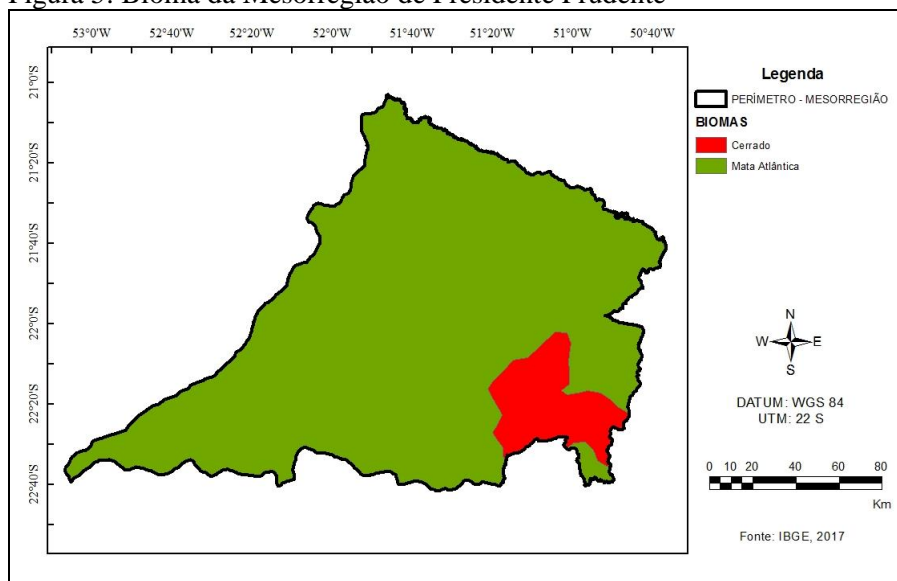 Figura 3: Bioma da Mesorregião de Presidente Prudente
53°0'W 52°40'W 52°20'W 52°0'W 51°40'W 51°20'W 51°0'W 50°40'W
21°0'S
21°20'S
21°40'S
22°0'S
22°20'S
22°40'S
Legenda
PERÍMETRO - MESORREGIÃO
BIOMAS
Cerrado
Mata Atlântica
N
W E
S
DATUM: WGS 84
UTM: 22 S
0 10 20 40 60 80
Km
Fonte: IBGE, 2017